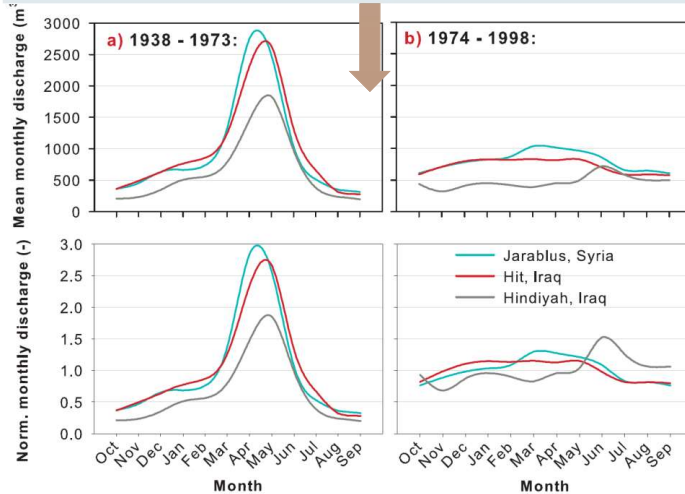 a) 1938 - 1973:
b) 1974 - 1998:
Mean monthly discharge (m
3000
2500
2000
1500
1000
500
0
Norm. monthly discharge (-)
3.0
2.5
2.0
1.5
1.0
0.5
0.0
Jarablus, Syria
Hit, Iraq
Hindiyah, Iraq
Oct Nov Dec Jan Feb Mar Apr May Jun Jul Aug Sep
Oct Nov Dec Jan Feb Mar Apr May Jun Jul Aug Sep
Month
Month